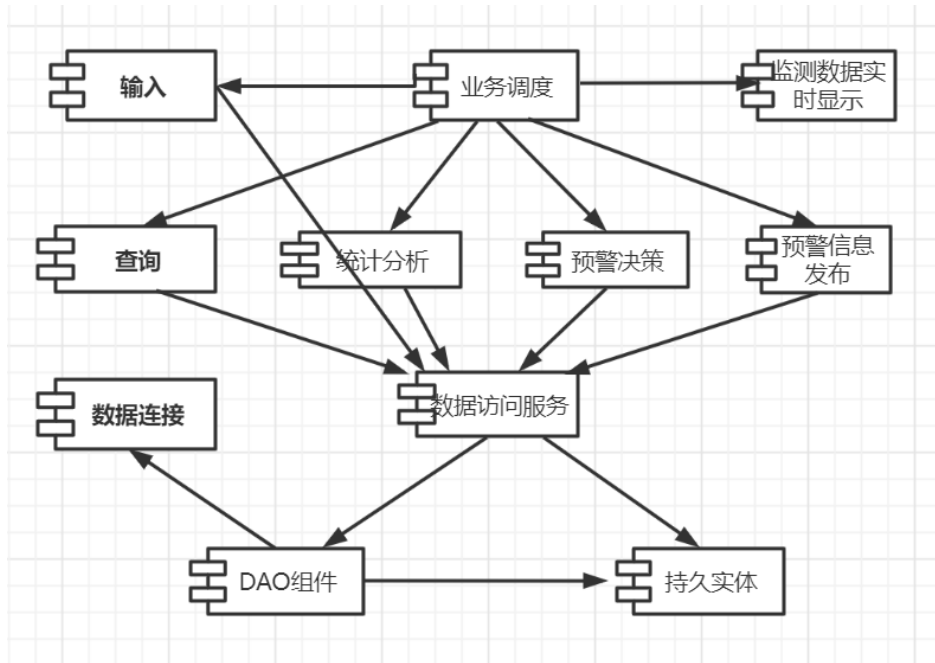 输入
业务调度
监测数据实
时显示
查询
统计分析
预警决策
预警信息
发布
数据连接
数据访问服务
DAO组件
持久实体